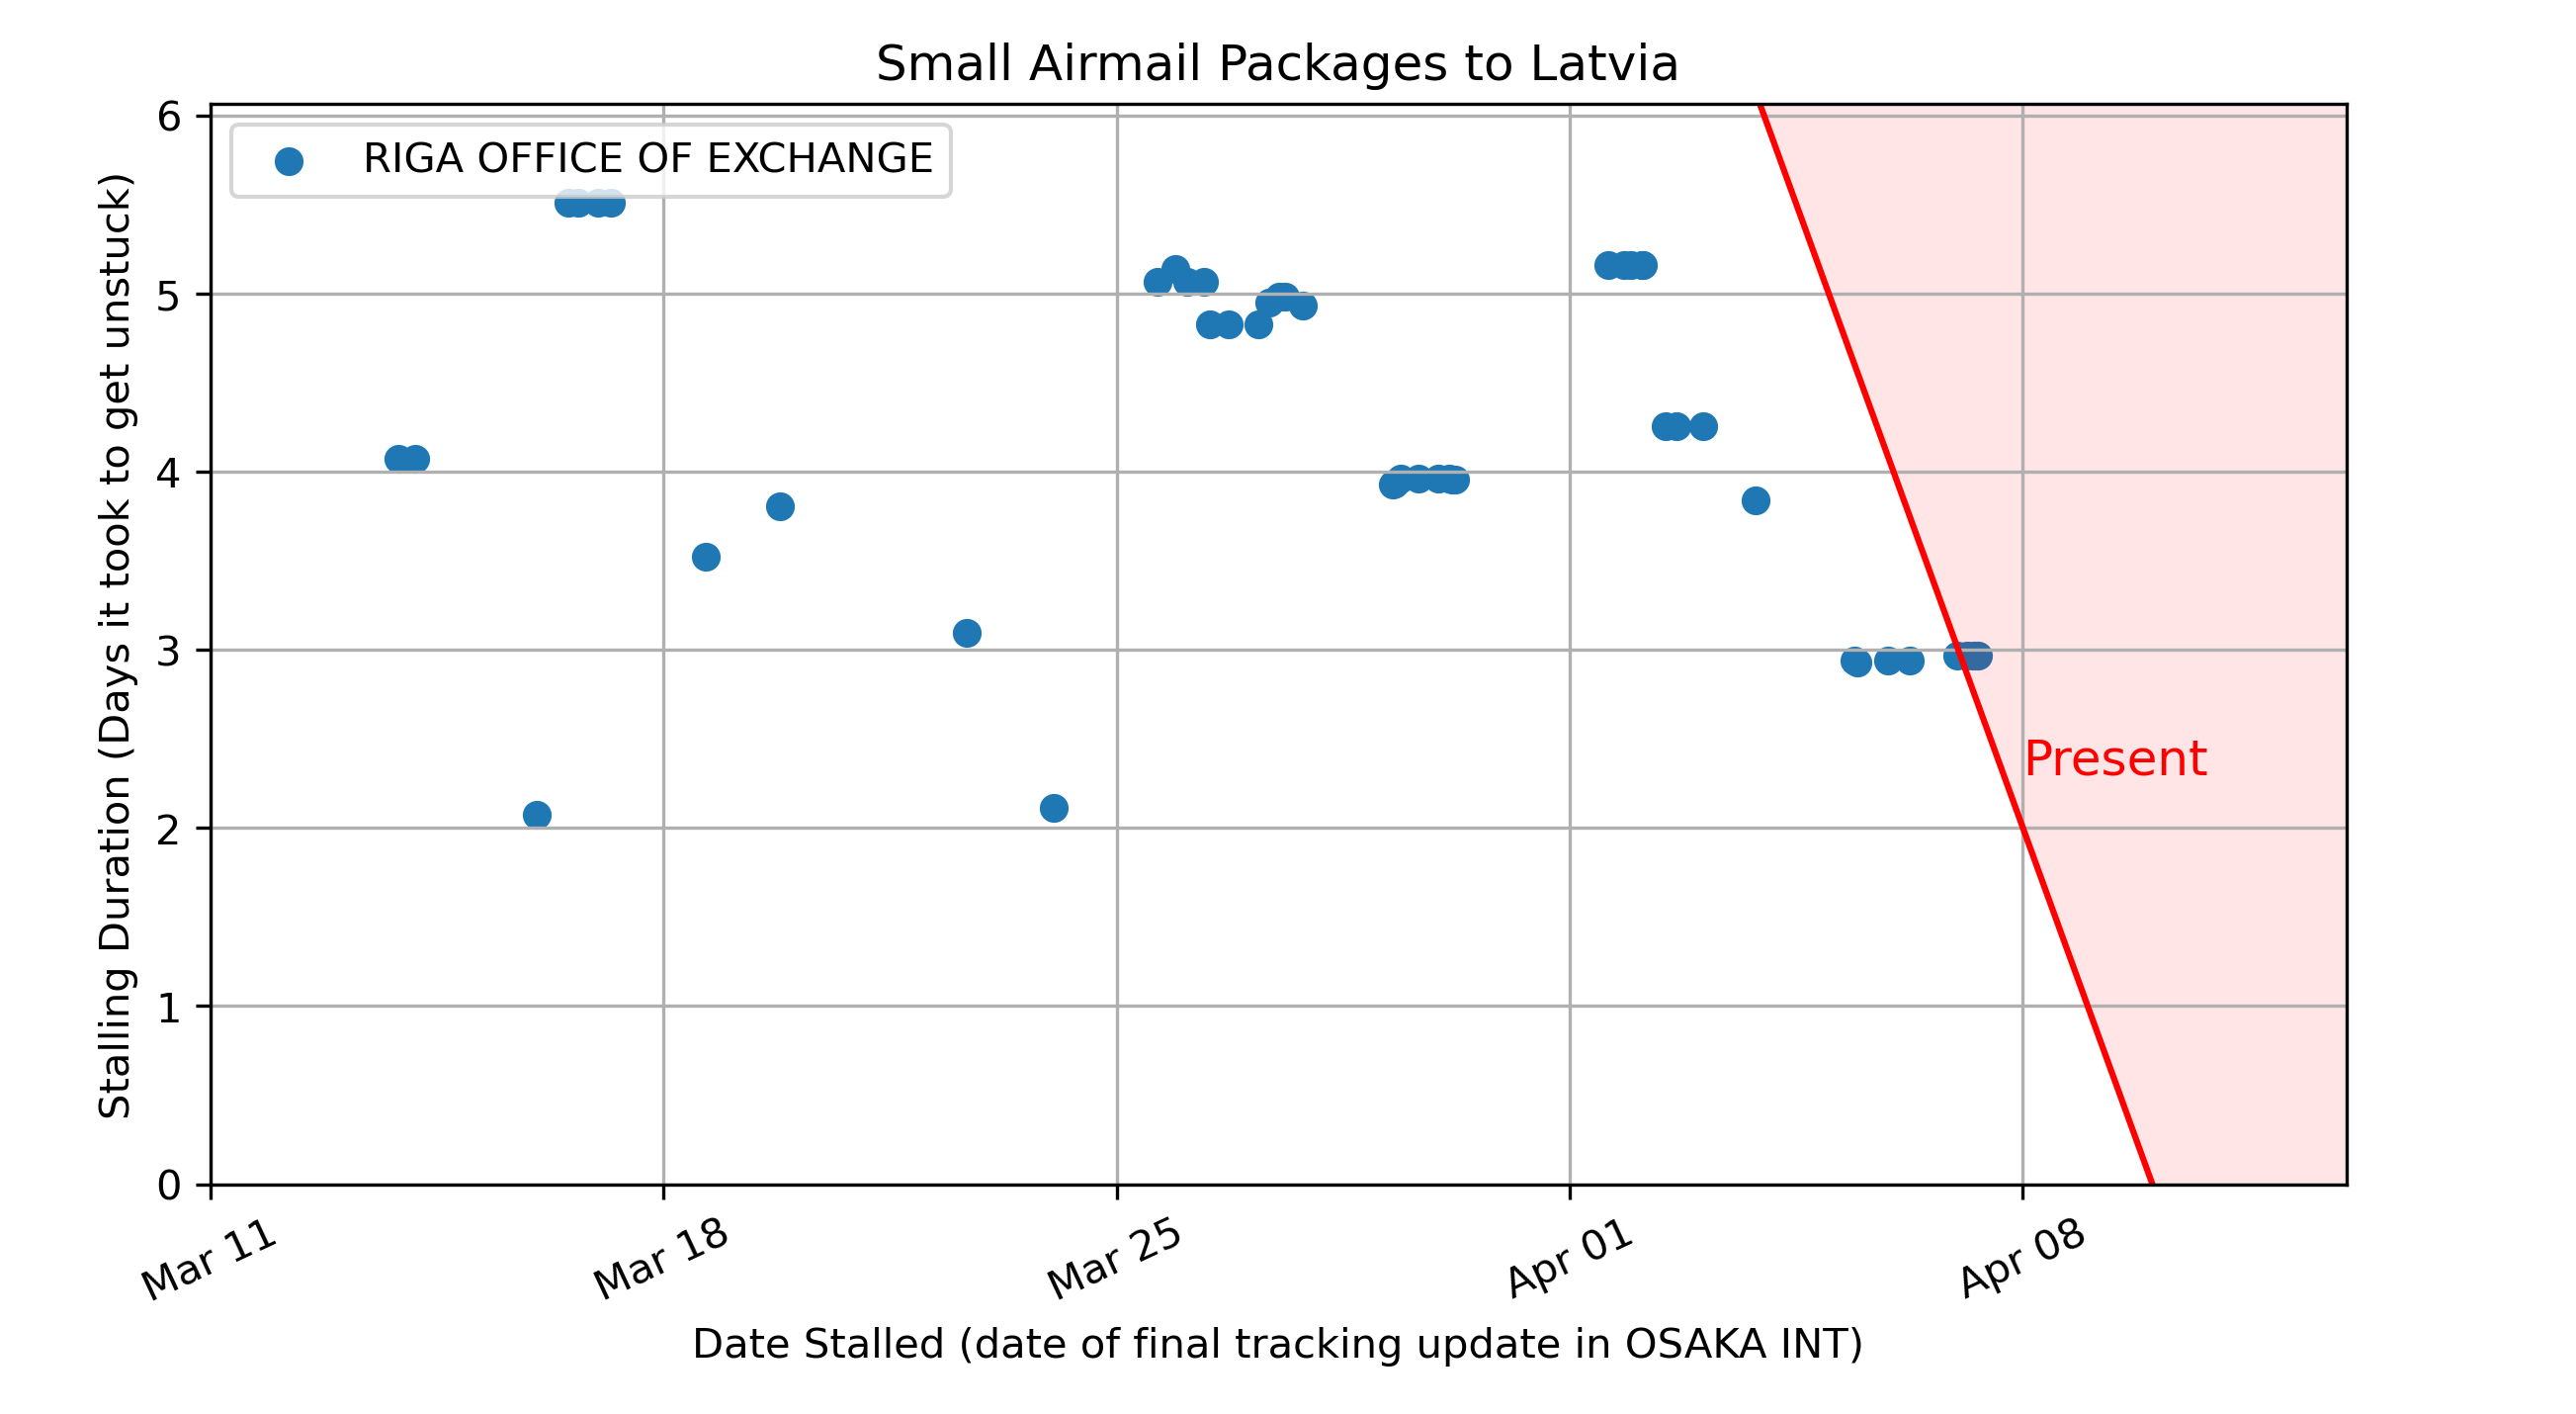 Small Airmail Packages to Latvia
RIGA OFFICE OF EXCHANGE
Stalling Duration (Days it took to get unstuck)
6
5
4
3
2
1
0
Present
Mar 11
Mar 18
Mar 25
Apr 01
Apr 08
Date Stalled (date of final tracking update in OSAKA INT)